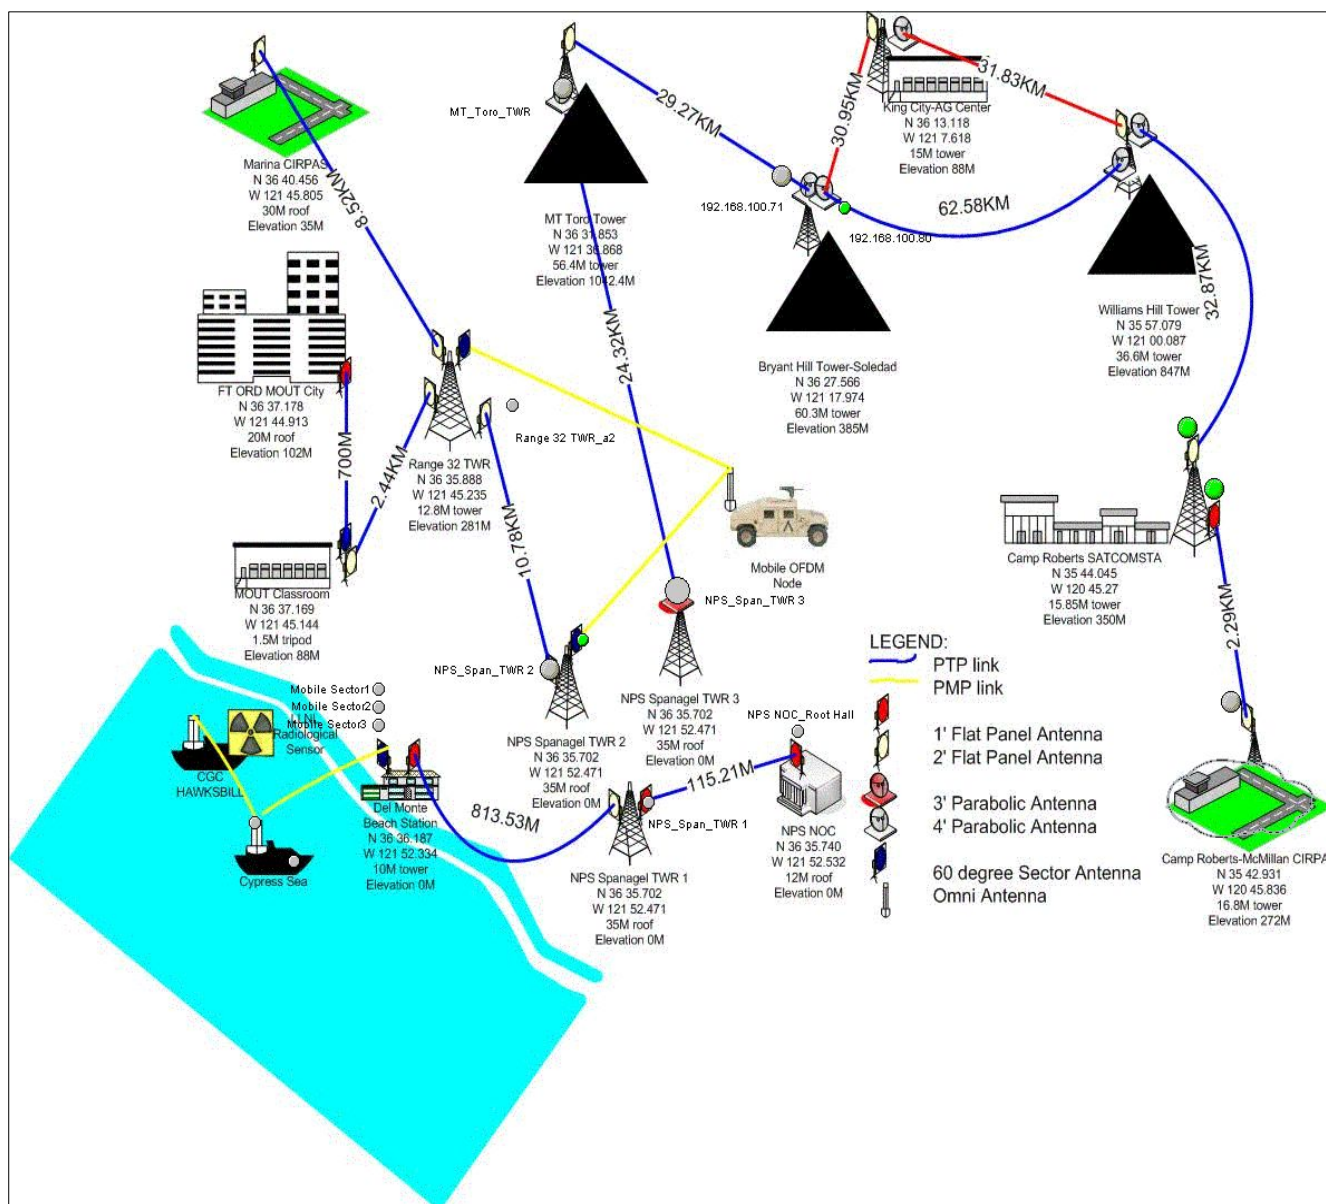 MT_Toro_TWR
29.27KM
30.95KM
31.83KM
King City-AG Center
N 36 13.118
W 121 7.618
15M tower
Elevation 88M
Marina CIRPAS
N 36 40.456
W 121 45.805
30M roof
Elevation 35M
8.52KM
192.168.100.71
192.168.100.80
62.58KM
MT Toro Tower
N 36 31.853
W 121 36.868
56.4M tower
Elevation 1042.4M
24.32KM
32.87KM
Williams Hill Tower
N 35 57.079
W 121 00.087
36.6M tower
Elevation 847M
Bryant Hill Tower-Soledad
N 36 27.566
W 121 17.974
60.3M tower
Elevation 385M
FT ORD MOUT City
N 36 37.178
W 121 44.913
20M roof
Elevation 102M
700M
2.44KM
Range 32 TWR_a2
Range 32 TWR
N 36 35.888
W 121 45.235
12.8M tower
Elevation 281M
10.78KM
Mobile OFDM
Node
Camp Roberts SATCOMSTA
N 35 44.045
W 120 45.27
15.85M tower
Elevation 350M
2.29KM
MOUT Classroom
N 36 37.169
W 121 45.144
1.5M tripod
Elevation 88M
NPS_Span_TWR 3
NPS_Span_TWR 2
NPS Spanagel TWR 3
N 36 35.702
W 121 52.471
35M roof
Elevation 0M
NPS Spanagel TWR 2
N 36 35.702
W 121 52.471
35M roof
Elevation 0M
Mobile Sector1
Mobile Sector2
Mobile Sector3
Radiological
Sensor
CGC
HAWKSBILL
Cypress Sea
Del Monte
Beach Station
N 36 36.187
W 121 52.334
10M tower
Elevation 0M
813.53M
115.21M
NPS_Span_TWR 1
NPS Spanagel TWR 1
N 36 35.702
W 121 52.471
35M roof
Elevation 0M
NPS NOC_Root Hall
NPS NOC
N 36 35.740
W 121 52.532
12M roof
Elevation 0M
LEGEND:
PTP link
PMP link
1' Flat Panel Antenna
2' Flat Panel Antenna
3' Parabolic Antenna
4' Parabolic Antenna
60 degree Sector Antenna
Omni Antenna
Camp Roberts-McMillan CIRPA
N 35 42.931
W 120 45.836
16.8M tower
Elevation 272M